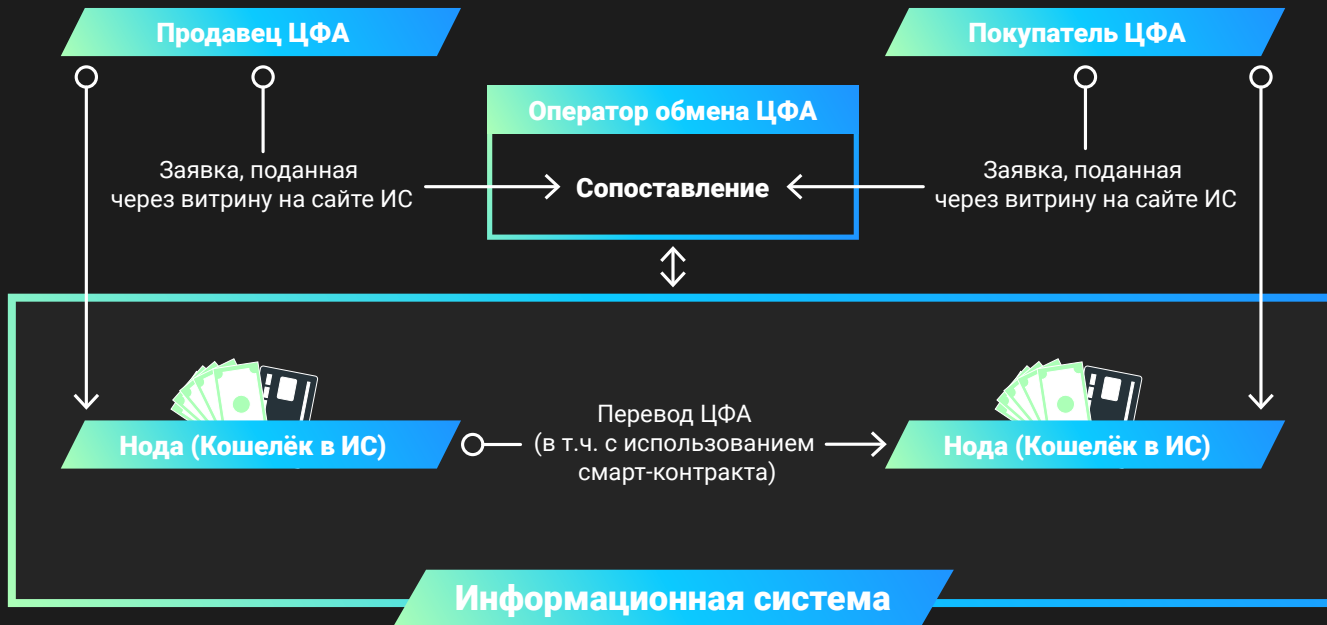 Продавец ЦФА
Покупатель ЦФА
Оператор обмена ЦФА
Заявка, поданная
через витрину на сайте ИС
Сопоставление
Заявка, поданная
через витрину на сайте ИС
Нода (Кошелёк в ИС)
Перевод ЦФА
(в т.ч. с использованием
смарт-контракта)
Нода (Кошелёк в ИС)
Информационная система